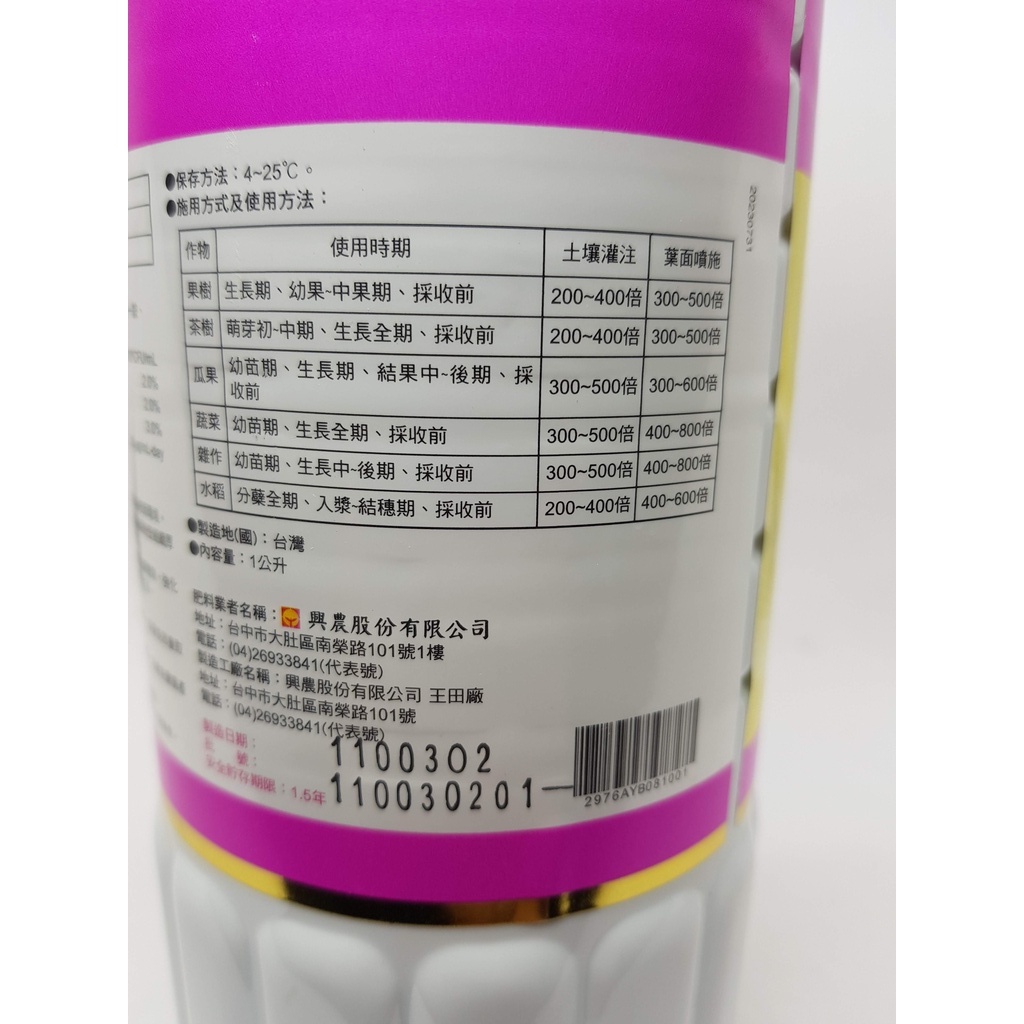 ●保存方法：4~25℃。
●施用方式及使用方法：
20230731
作物 使用時期 土壤灌注 葉面噴施
果樹 生長期、幼果~中果期、採收前 200~400倍 300~500倍
茶樹 萌芽初~中期、生長全期、採收前 200~400倍 300~500倍
瓜果 幼苗期、生長期、結果中~後期、採收前 300~500倍 300~600倍
蔬菜 幼苗期、生長全期、採收前 300~500倍 400~800倍
雜作 幼苗期、生長中~後期、採收前 300~500倍 400~800倍
水稻 分蘗全期、入漿~結穗期、採收前 200~400倍 400~600倍
●製造地(國)：台灣
●內容量：1公升
肥料業者名稱： 興農股份有限公司
地址：台中市大肚區南榮路101號1樓
電話：(04)26933841(代表號)
製造工廠名稱：興農股份有限公司 王田廠
地址：台中市大肚區南榮路101號
電話：(04)26933841(代表號)
製造日期： 1100302
批 號： 110030201
安全貯存期限：1.5年
2976AYB081001